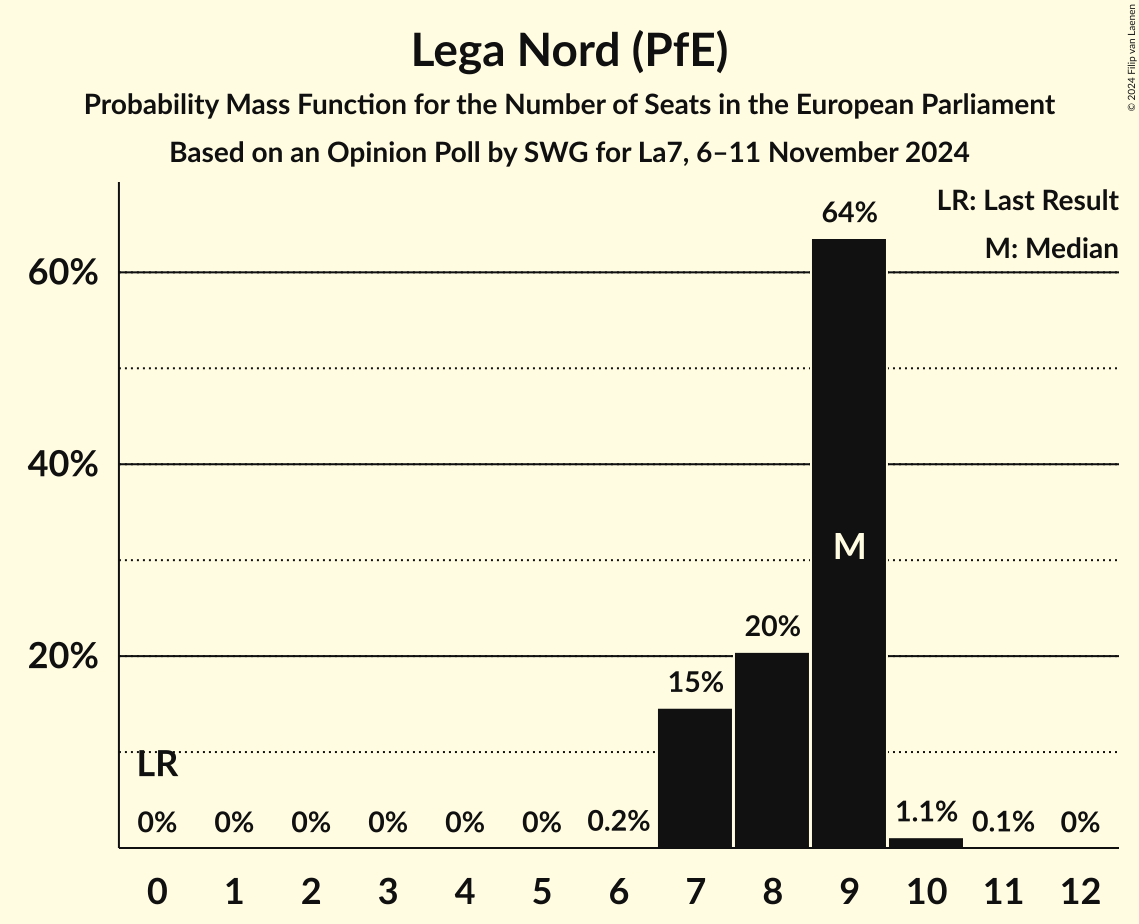 Lega Nord (PfE)
Probability Mass Function for the Number of Seats in the European Parliament
Based on an Opinion Poll by SWG for La7, 6–11 November 2024
© 2024 Filip van Laenen
LR: Last Result
M: Median
60%
40%
20%
64%
M
20%
15%
LR
0%
0%
0%
0%
0%
0%
0.2%
1.1%
0.1%
0%
0 1 2 3 4 5 6 7 8 9 10 11 12